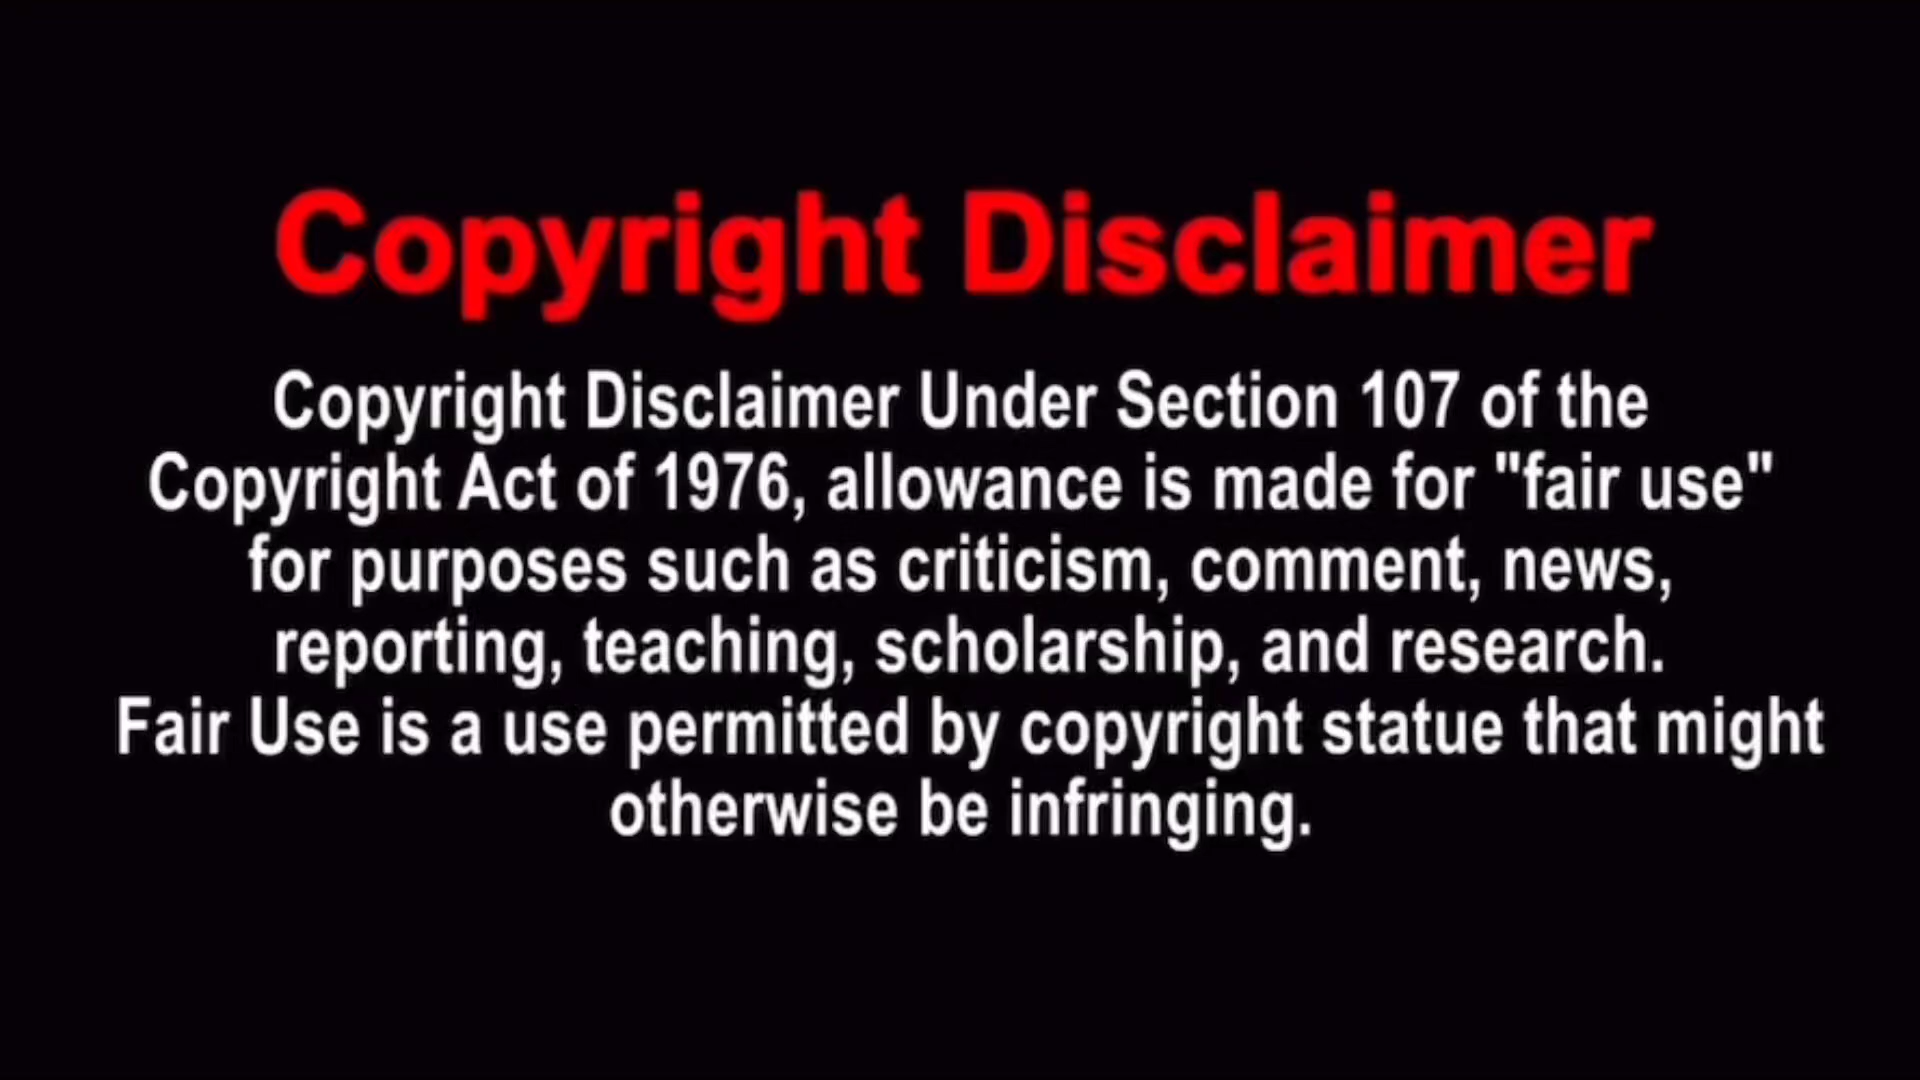 Copyright Disclaimer
Copyright Disclaimer Under Section 107 of the
Copyright Act of 1976, allowance is made for "fair use"
for purposes such as criticism, comment, news,
reporting, teaching, scholarship, and research.
Fair Use is a use permitted by copyright statue that might
otherwise be infringing.